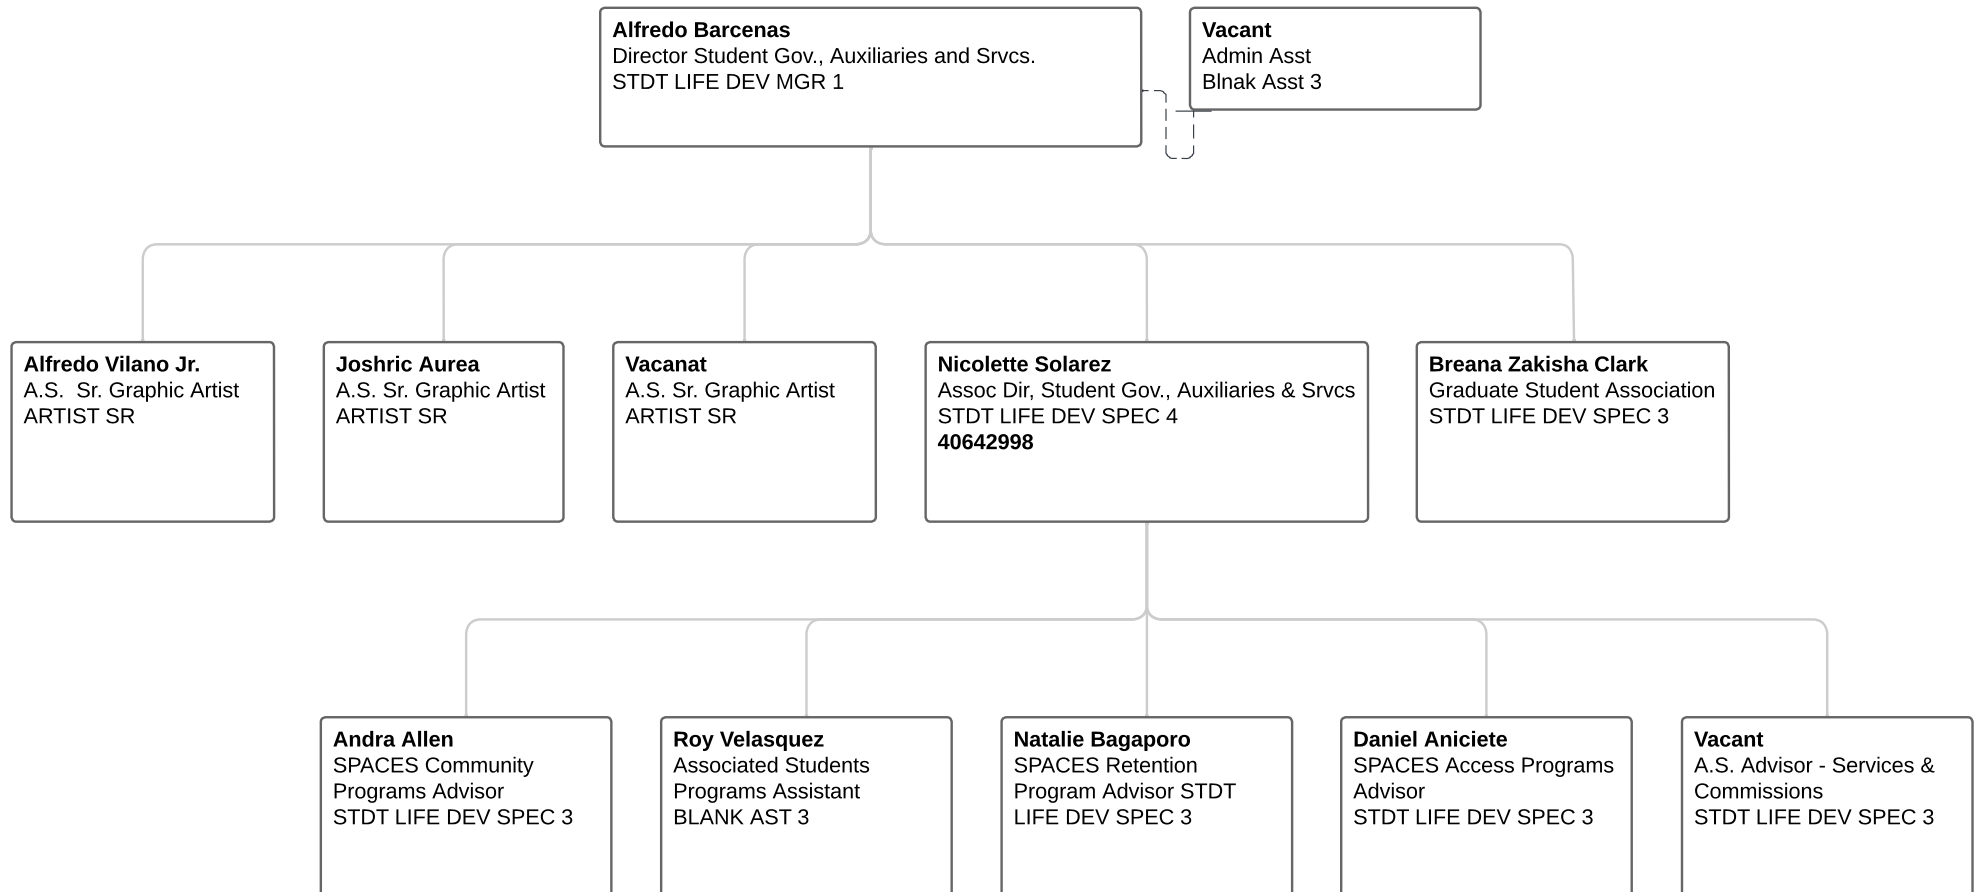 Alfredo Barcenas
Director Student Gov., Auxiliaries and Srvcs.
STDT LIFE DEV MGR 1
Vacant
Admin Asst
Blnak Asst 3
Alfredo Vilano Jr.
A.S.  Sr. Graphic Artist
ARTIST SR
Joshric Aurea
A.S. Sr. Graphic Artist
ARTIST SR
Vacanat
A.S. Sr. Graphic Artist
ARTIST SR
Nicolette Solarez
Assoc Dir, Student Gov., Auxiliaries & Srvcs
STDT LIFE DEV SPEC 4
40642998
Breana Zakisha Clark
Graduate Student Association
STDT LIFE DEV SPEC 3
Andra Allen
SPACES Community
Programs Advisor
STDT LIFE DEV SPEC 3
Roy Velasquez
Associated Students
Programs Assistant
BLANK AST 3
Natalie Bagaporo
SPACES Retention
Program Advisor STDT
LIFE DEV SPEC 3
Daniel Aniciete
SPACES Access Programs
Advisor
STDT LIFE DEV SPEC 3
Vacant
A.S. Advisor - Services &
Commissions
STDT LIFE DEV SPEC 3